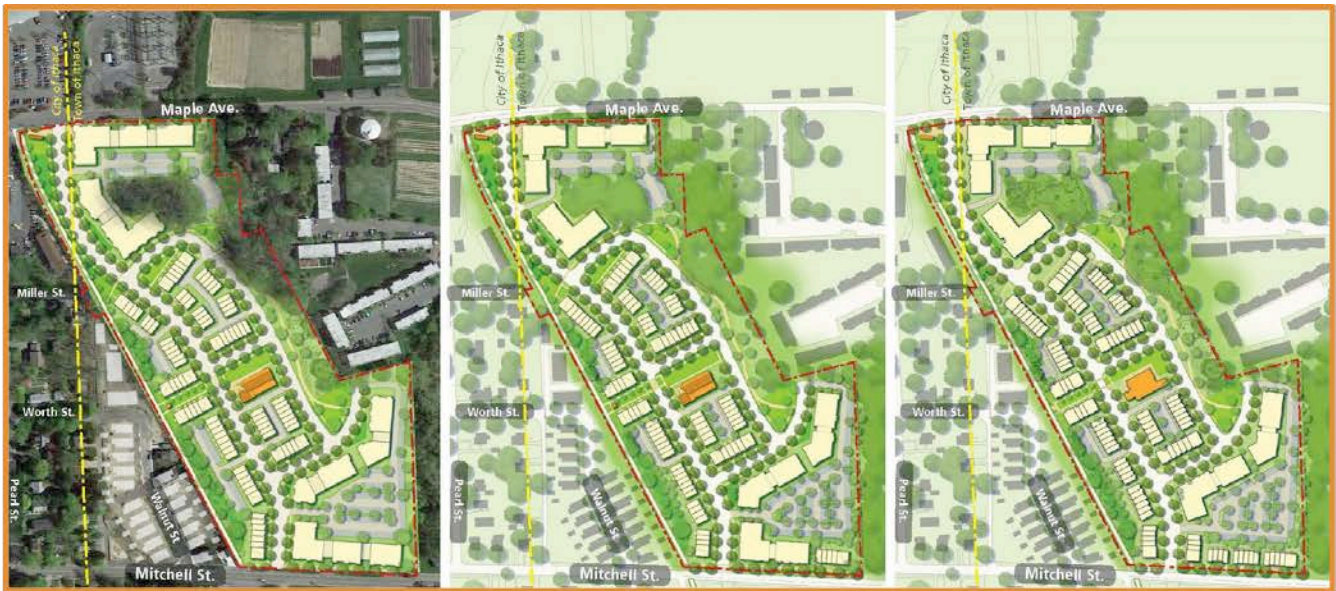 City of Ithaca
Town of Ithaca
Maple Ave.
Miller St.
Worth St.
Pearl St.
Walnut St.
Mitchell St.
City of Ithaca
Town of Ithaca
Maple Ave.
Miller St.
Worth St.
Pearl St.
Walnut St.
Mitchell St.
City of Ithaca
Town of Ithaca
Maple Ave.
Miller St.
Worth St.
Pearl St.
Walnut St.
Mitchell St.